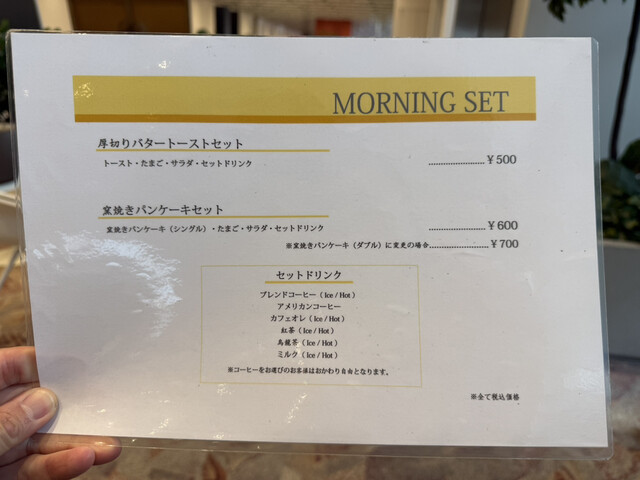 MORNING SET
厚切りバタートーストセット
トースト・たまご・サラダ・セットドリンク ........................¥500
窯焼きパンケーキセット
窯焼きパンケーキ（シングル）・たまご・サラダ・セットドリンク ........................¥600
※窯焼きパンケーキ（ダブル）に変更の場合........................¥700
セットドリンク
ブレンドコーヒー（Ice / Hot）
アメリカンコーヒー
カフェオレ（Ice / Hot）
紅茶（Ice / Hot）
烏龍茶（Ice / Hot）
ミルク（Ice / Hot）
※コーヒーをお選びのお客様はおかわり自由となります。
※全て税込価格